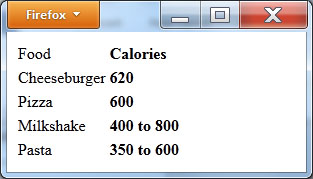 Firefox
Food Calories
Cheeseburger 620
Pizza 600
Milkshake 400 to 800
Pasta 350 to 600